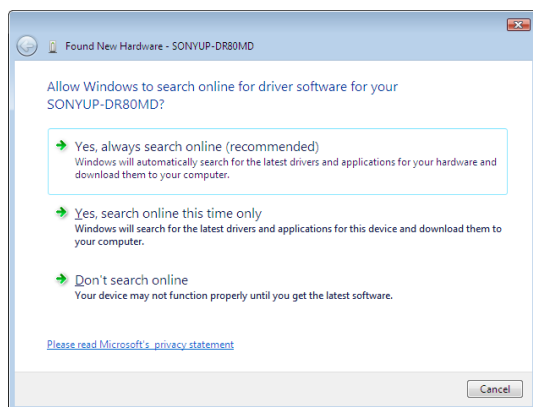 Found New Hardware - SONYUP-DR80MD
Allow Windows to search online for driver software for your
SONYUP-DR80MD?
Yes, always search online (recommended)
Windows will automatically search for the latest drivers and applications for your hardware and
download them to your computer.
Yes, search online this time only
Windows will search for the latest drivers and applications for this device and download them to
your computer.
Don't search online
Your device may not function properly until you get the latest software.
Please read Microsoft's privacy statement
Cancel